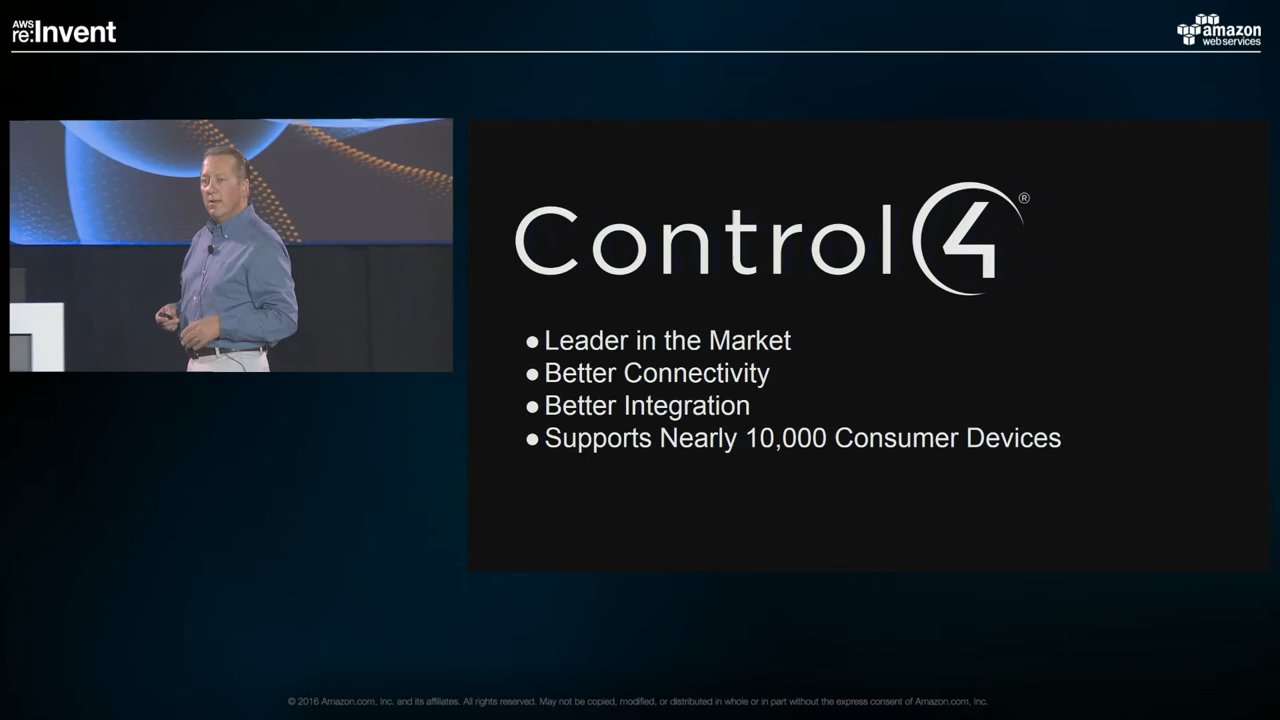 AWS
re:Invent
amazon
web services
Control4®
●Leader in the Market
●Better Connectivity
●Better Integration
●Supports Nearly 10,000 Consumer Devices
© 2016 Amazon.com, Inc. and its affiliates. All rights reserved. May not be copied, modified, or distributed in whole or in part without the express consent of Amazon.com, Inc.